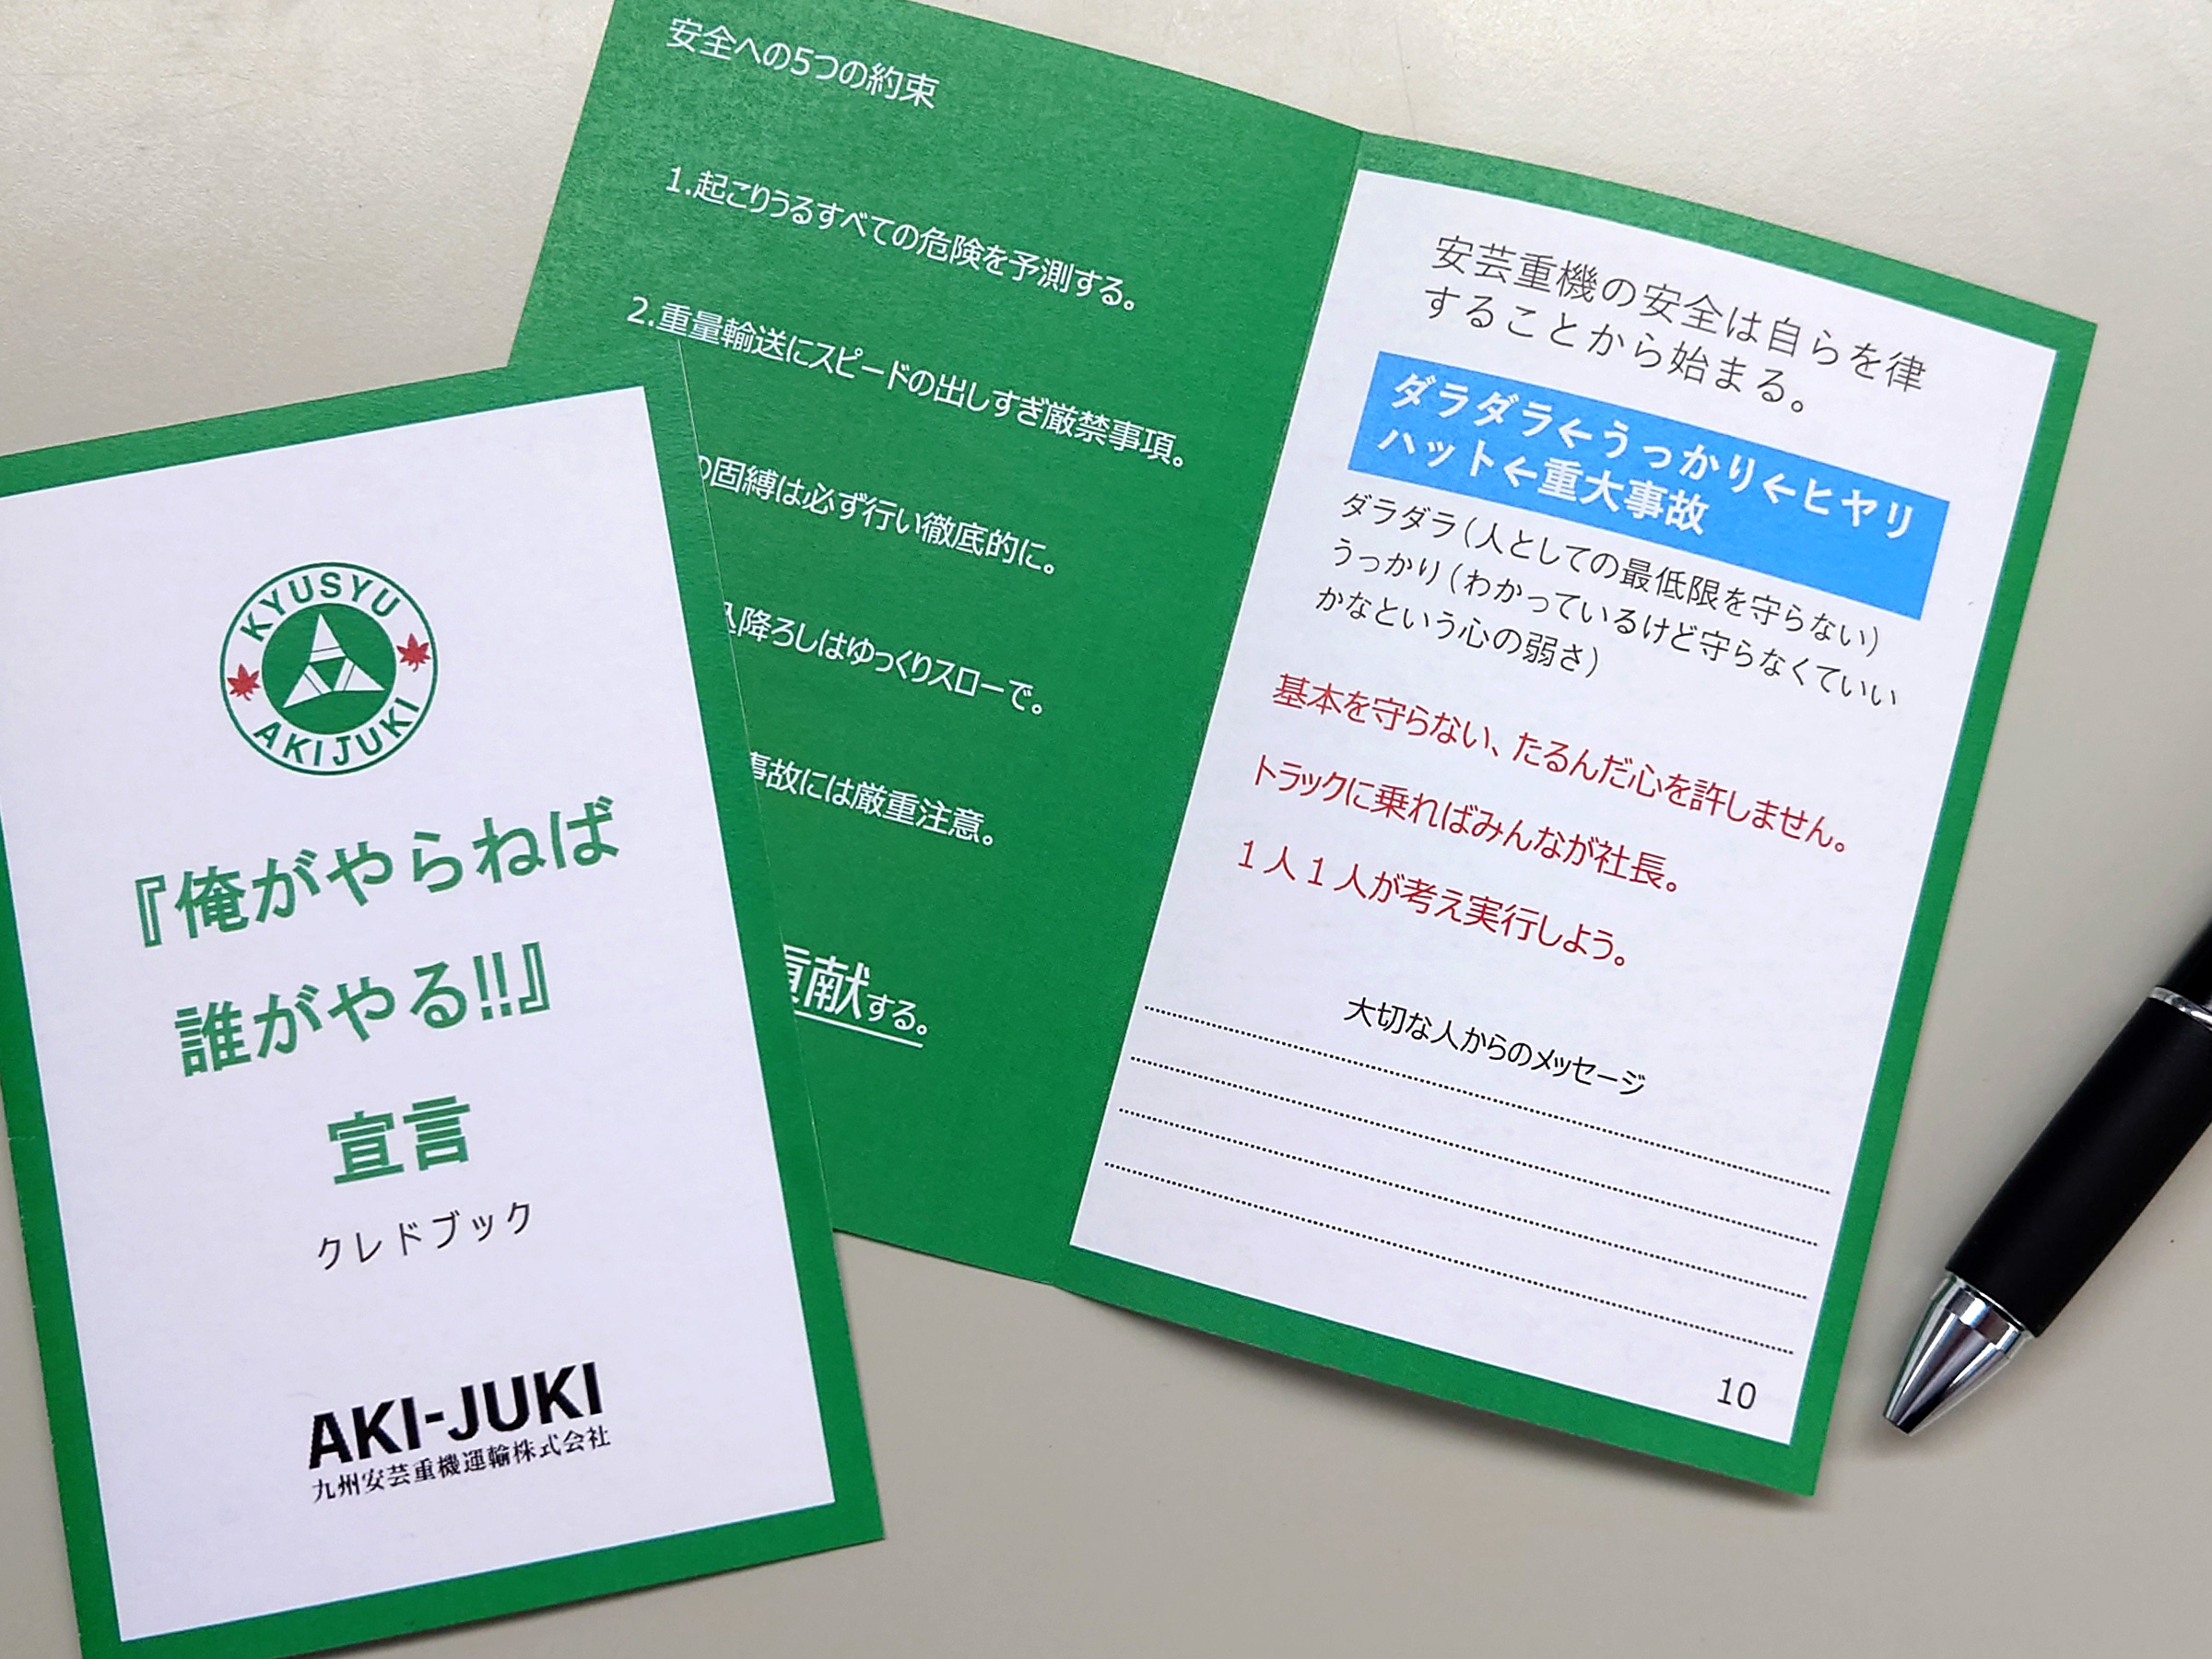 安全への5つの約束
1.起こりうるすべての危険を予測する。
2.重量輸送にスピードの出しすぎ厳禁事項。
の固縛は必ず行い徹底的に。
降ろしはゆっくりスローで。
事故には厳重注意。
貢献する。
安芸重機の安全は自らを律
することから始まる。
ダラダラ←うっかり←ヒヤリ
ハット←重大事故
ダラダラ(人としての最低限を守らない)
うっかり(わかっているけど守らなくていい
かなという心の弱さ)
基本を守らない、たるんだ心を許しません。
トラックに乗ればみんなが社長。
1人1人が考え実行しよう。
大切な人からのメッセージ
10
KYUSYU
AKIJUKI
『俺がやらねば
誰がやる!!』
宣言
クレドブック
AKI-JUKI
九州安芸重機運輸株式会社